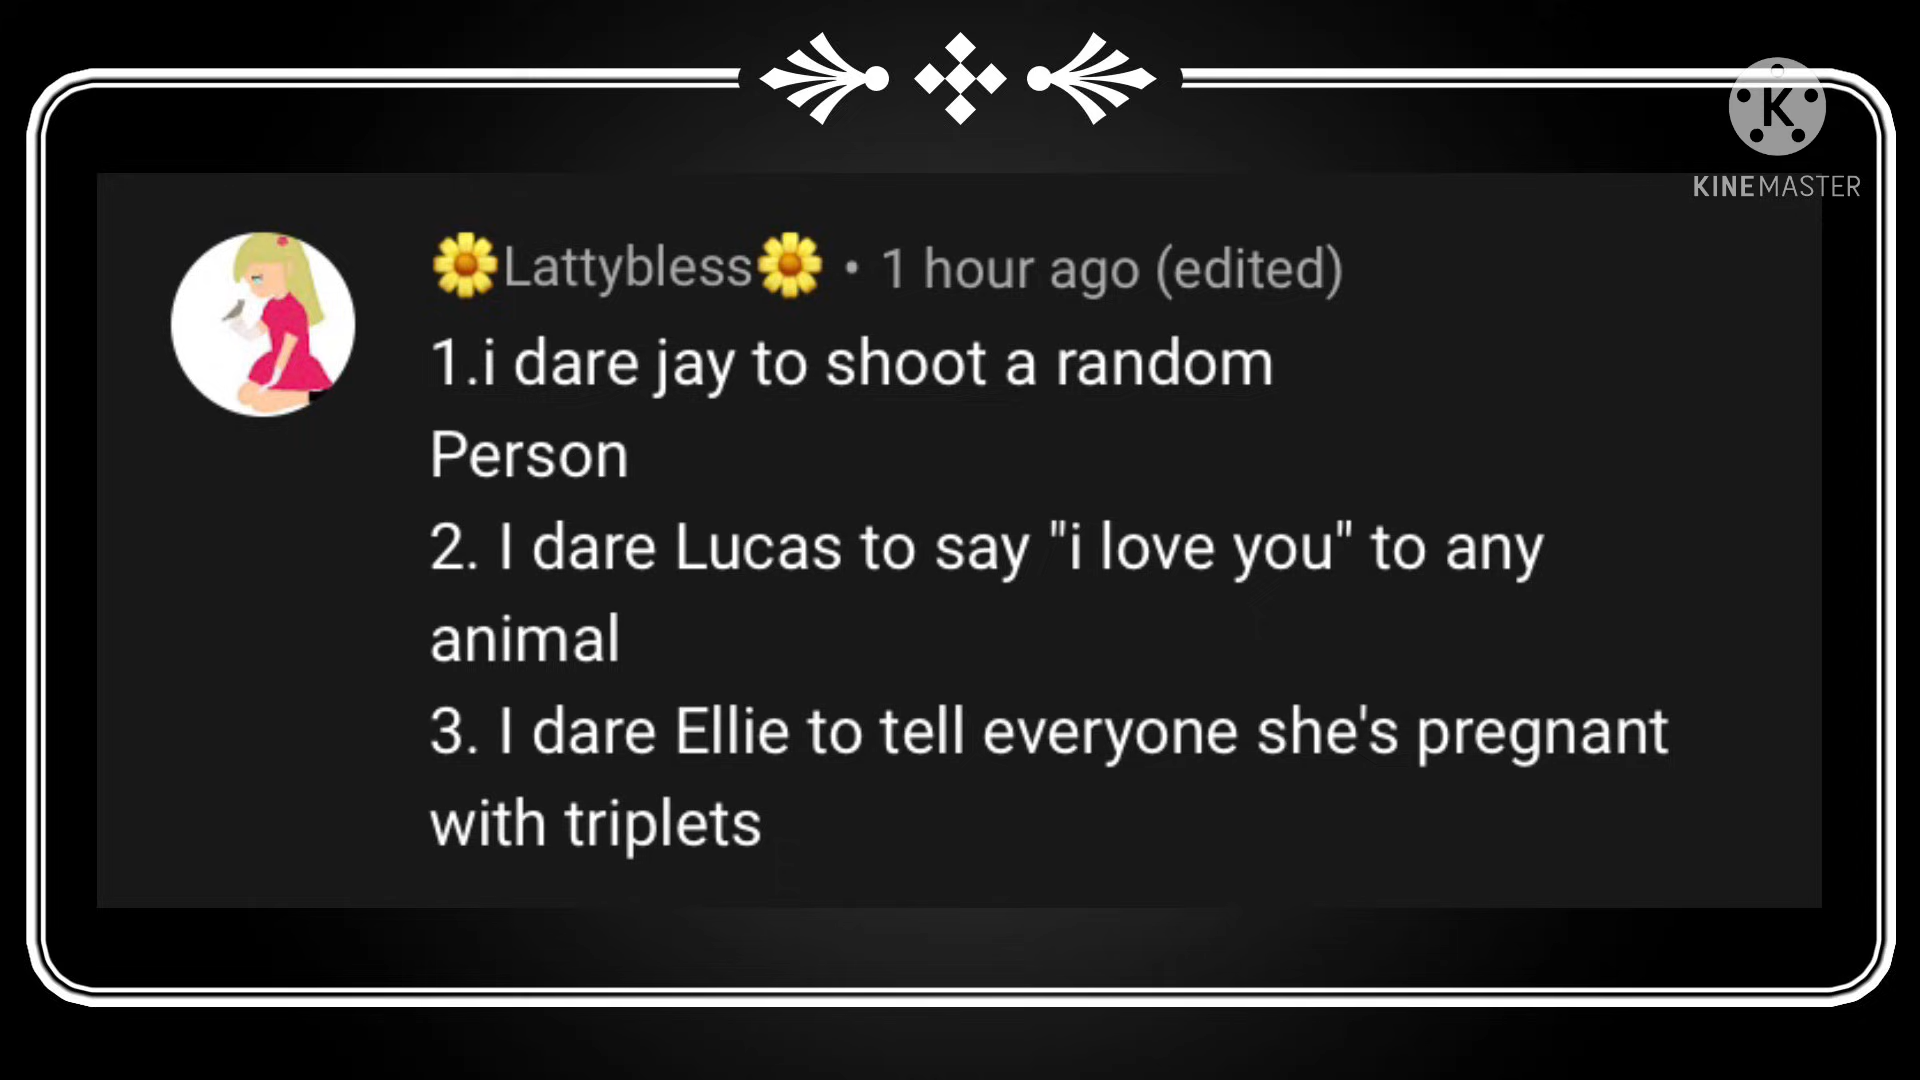 KINEMASTER
🌼Lattybless🌼 • 1 hour ago (edited)
1.i dare jay to shoot a random
Person
2. I dare Lucas to say "i love you" to any
animal
3. I dare Ellie to tell everyone she's pregnant
with triplets